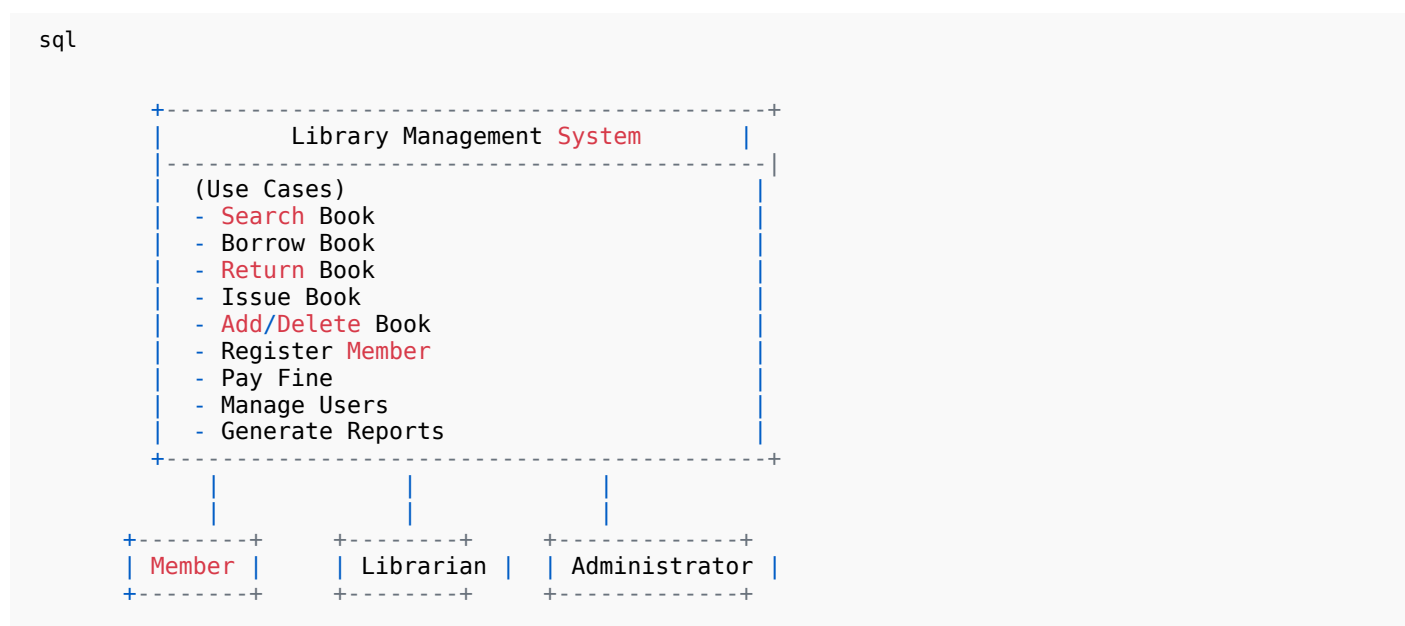 sql
+-------------------------------------------+
|         Library Management System       |
|-------------------------------------------|
|  (Use Cases)                              |
|  - Search Book                            |
|  - Borrow Book                            |
|  - Return Book                            |
|  - Issue Book                             |
|  - Add/Delete Book                        |
|  - Register Member                        |
|  - Pay Fine                               |
|  - Manage Users                           |
|  - Generate Reports                       |
+-------------------------------------------+
|             |             |
|             |             |
+--------+     +--------+     +-------------+
| Member |     | Librarian |  | Administrator |
+--------+     +--------+     +-------------+